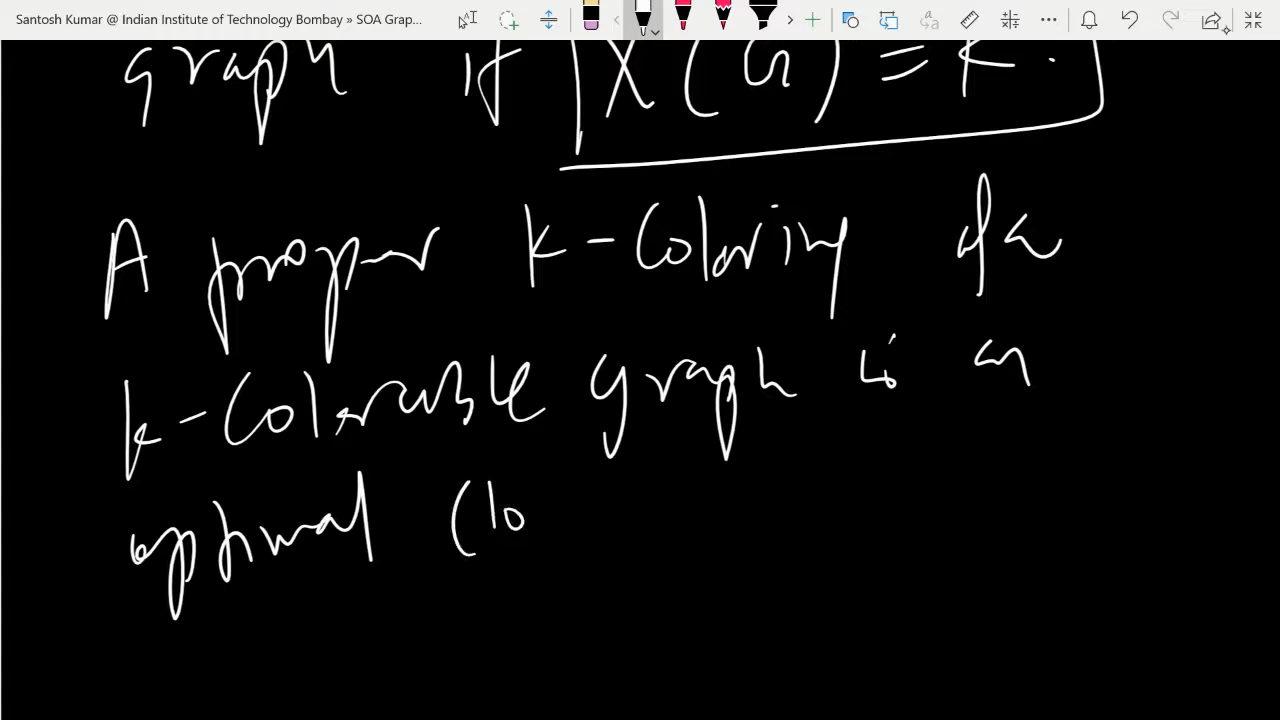 Santosh Kumar @ Indian Institute of Technology Bombay » SOA Grap...
graph if χ(G) = k.
A proper k-Coloring of a
k-Colorable graph is an
optimal (lo